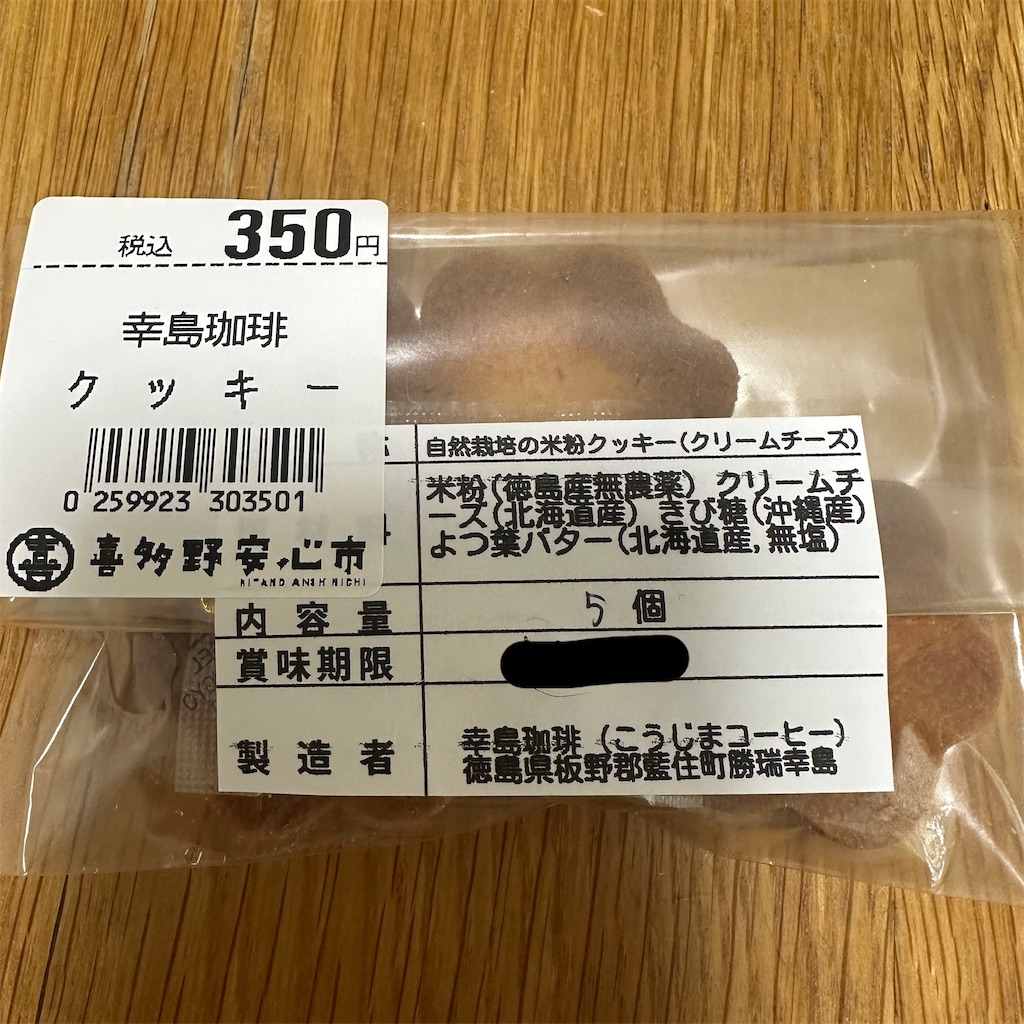 税込 350円
幸島珈琲
クッキー
0 259923 303501
喜 喜多野安心市
KITANO ANSHIN ICHI
自然栽培の米粉クッキー(クリームチーズ)
米粉(徳島産無農薬) クリームチ
ーズ(北海道産) きび糖(沖縄産)
よつ葉バター(北海道産,無塩)
内容量 5個
賞味期限
製造者 幸島珈琲 (こうじまコーヒー)
徳島県板野郡藍住町勝瑞幸島